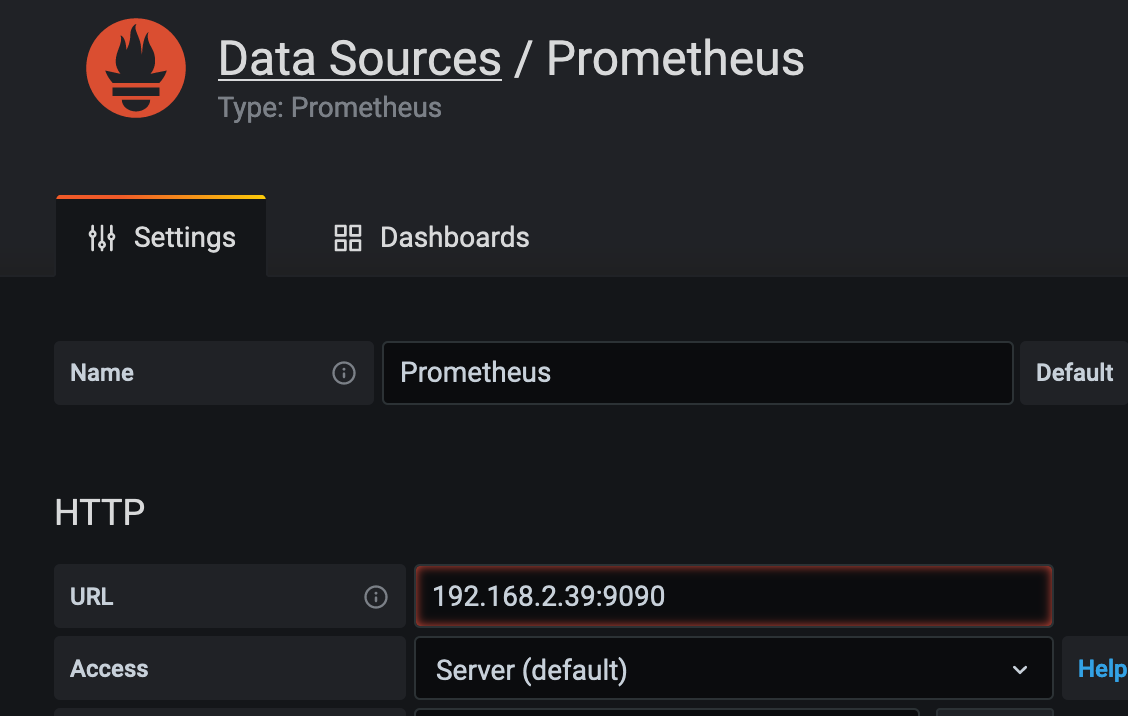 Data Sources / Prometheus
Type: Prometheus
Settings
Dashboards
Name
Prometheus
Default
HTTP
URL
192.168.2.39:9090
Access
Server (default)
Help